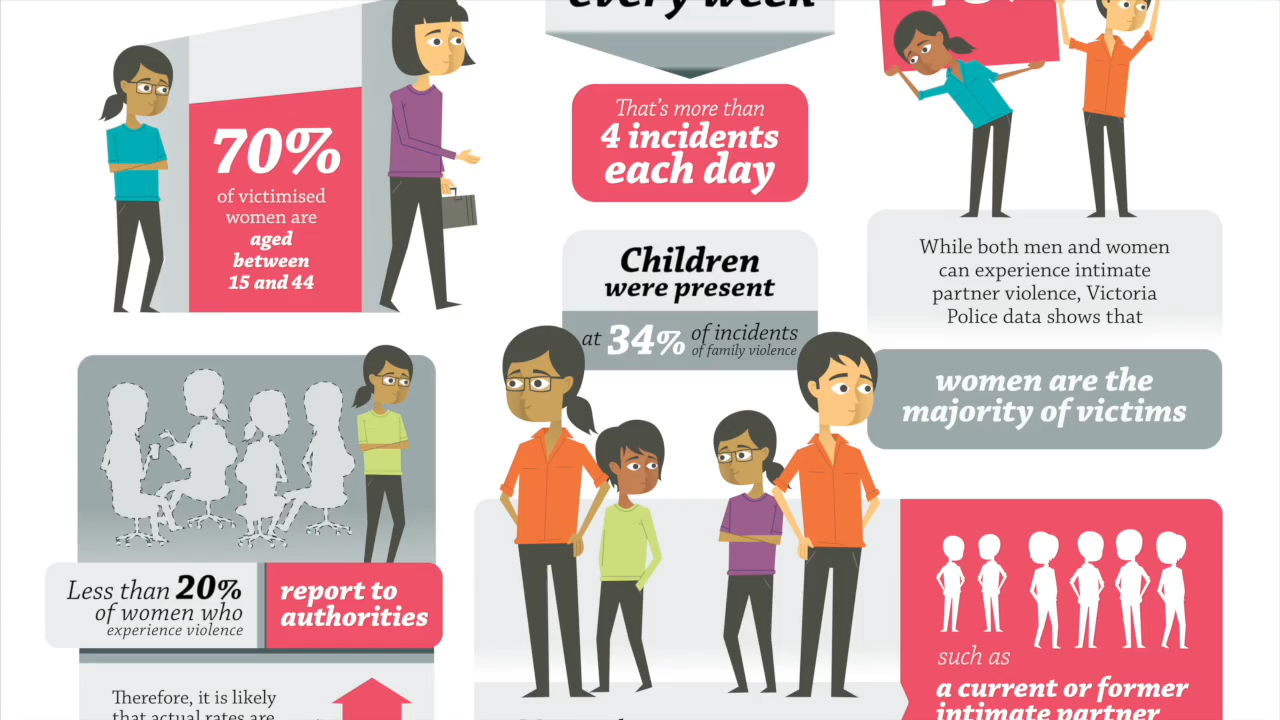 every week
That's more than
4 incidents
each day
70%
of victimised
women are
aged
between
15 and 44
Children
were present
at 34% of incidents
of family violence
While both men and women
can experience intimate
partner violence, Victoria
Police data shows that
women are the
majority of victims
Less than 20%
of women who
experience violence
report to
authorities
Therefore, it is likely
that actual rates are
such as
a current or former
intimate partner